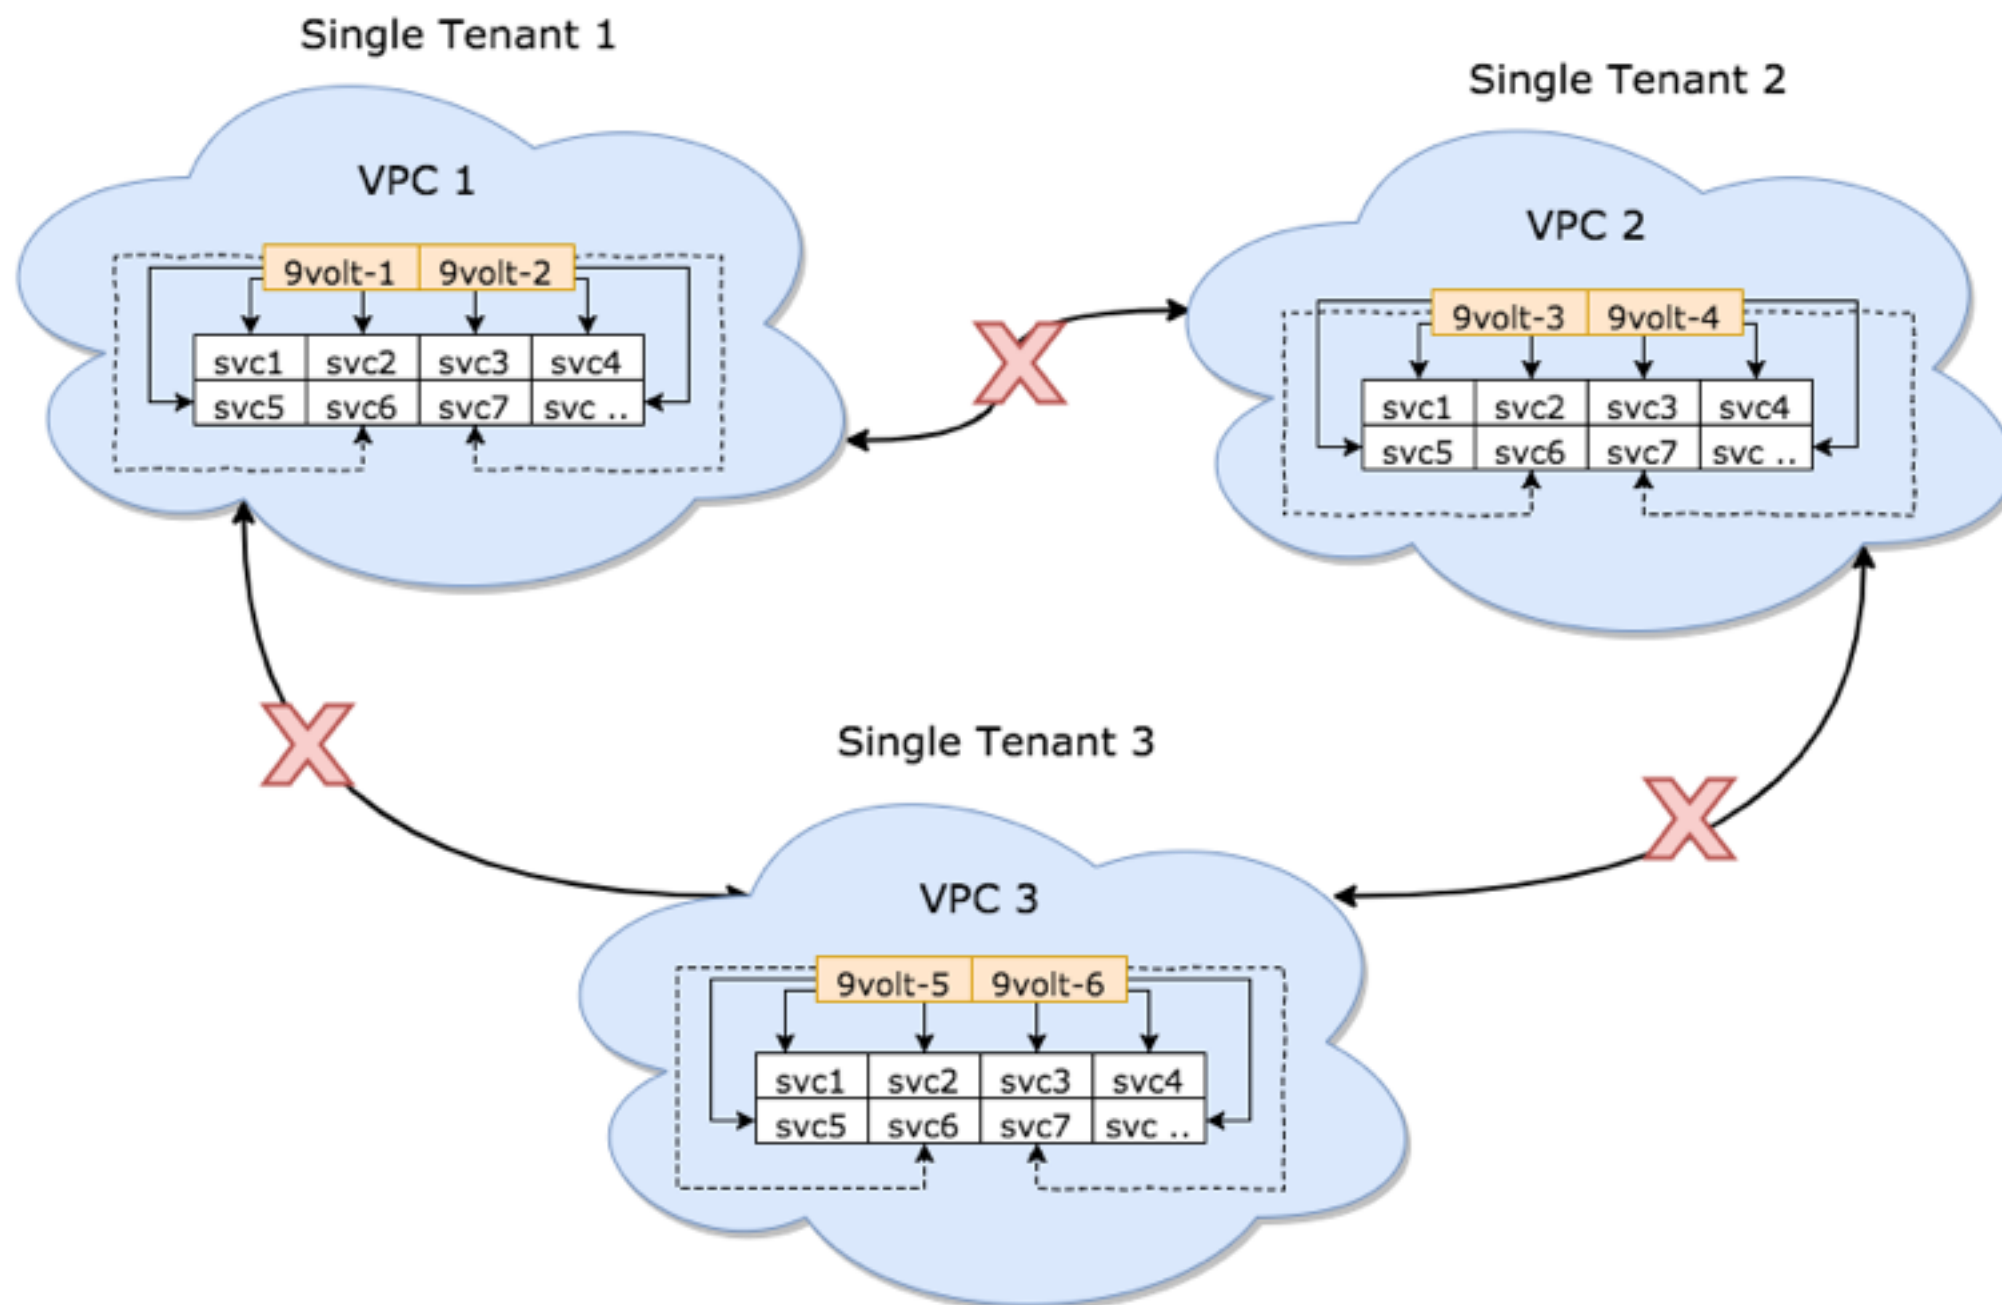 Single Tenant 1
VPC 1
9volt-1 9volt-2
svc1 svc2 svc3 svc4
svc5 svc6 svc7 svc ..
Single Tenant 2
VPC 2
9volt-3 9volt-4
svc1 svc2 svc3 svc4
svc5 svc6 svc7 svc ..
X
X
X
Single Tenant 3
VPC 3
9volt-5 9volt-6
svc1 svc2 svc3 svc4
svc5 svc6 svc7 svc ..